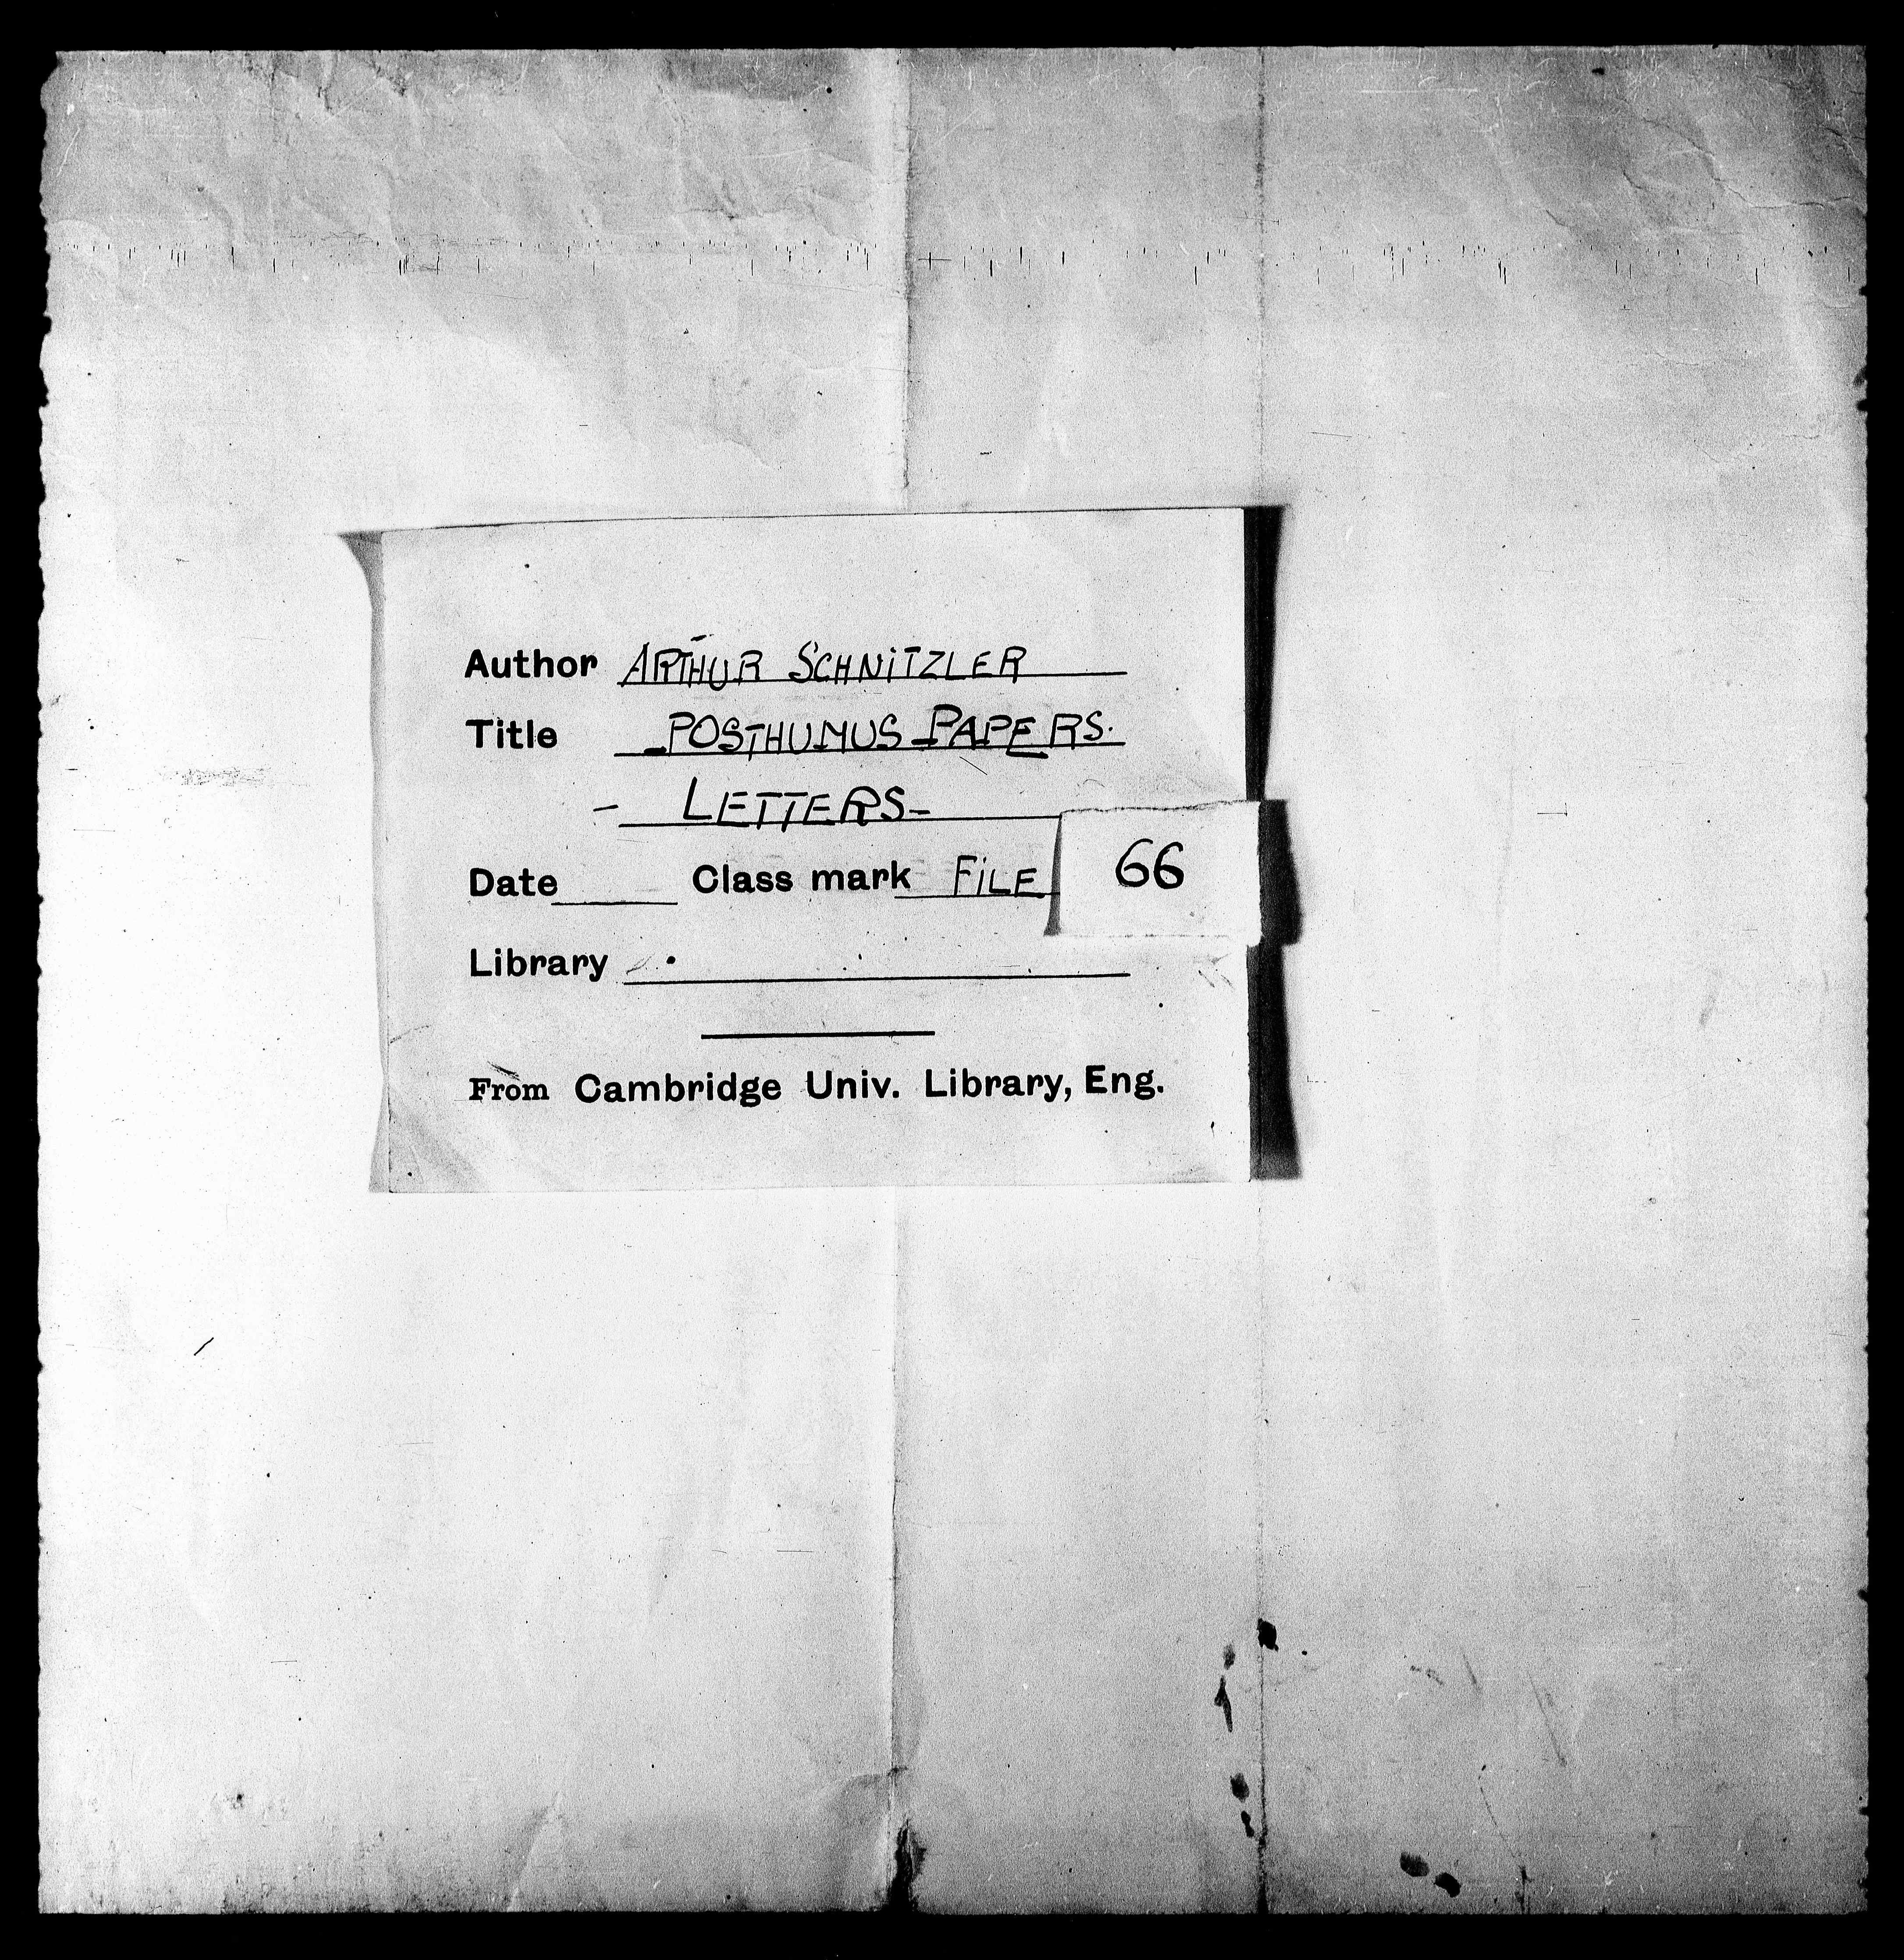 Author ARTHUR SCHNITZLER
Title POSTHUMUS PAPERS.
- LETTERS-
Date Class mark FILE 66
Library
From Cambridge Univ. Library, Eng.